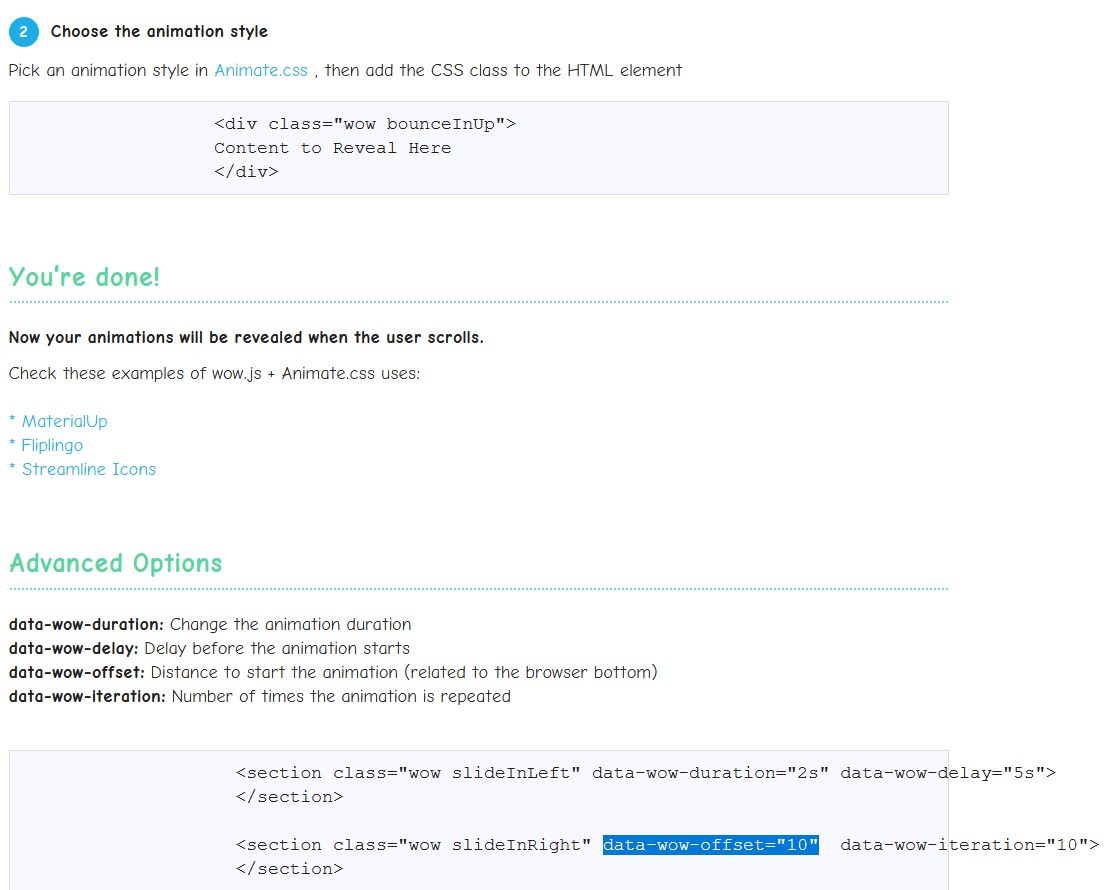 2 Choose the animation style
Pick an animation style in Animate.css , then add the CSS class to the HTML element
<div class="wow bounceInUp">
Content to Reveal Here
</div>
You're done!
Now your animations will be revealed when the user scrolls.
Check these examples of wow.js + Animate.css uses:
* MaterialUp
* Fliplingo
* Streamline Icons
Advanced Options
data-wow-duration: Change the animation duration
data-wow-delay: Delay before the animation starts
data-wow-offset: Distance to start the animation (related to the browser bottom)
data-wow-iteration: Number of times the animation is repeated
<section class="wow slideInLeft" data-wow-duration="2s" data-wow-delay="5s">
</section>
<section class="wow slideInRight" data-wow-offset="10"  data-wow-iteration="10">
</section>